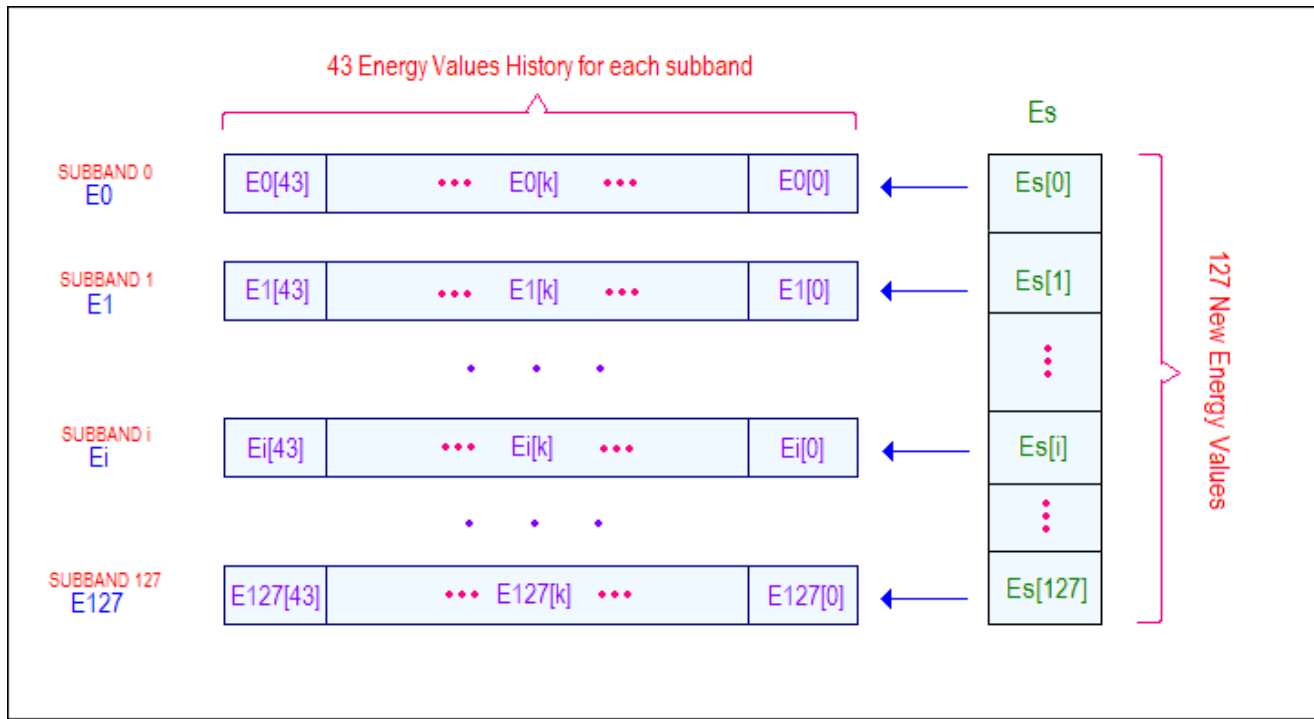 43 Energy Values History for each subband
Es
SUBBAND 0
E0
E0[43] ••• E0[k] ••• E0[0]
Es[0]
SUBBAND 1
E1
E1[43] ••• E1[k] ••• E1[0]
Es[1]
SUBBAND i
Ei
Ei[43] ••• Ei[k] ••• Ei[0]
Es[i]
SUBBAND 127
E127
E127[43] ••• E127[k] ••• E127[0]
Es[127]
127 New Energy Values